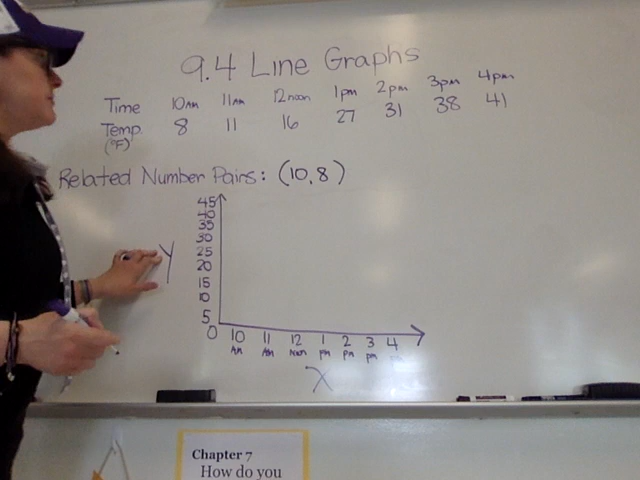 9.4 Line Graphs
Time 10AM 11AM 12noon 1pm 2pm 3pm 4pm
Temp. 8 11 16 27 31 38 41
(°F)
Related Number Pairs: (10,8)
45
40
35
30
25
20
15
10
5
0
Y
10 11 12 1 2 3 4
AM AM Noon pm pm pm
X
Chapter 7
How do you